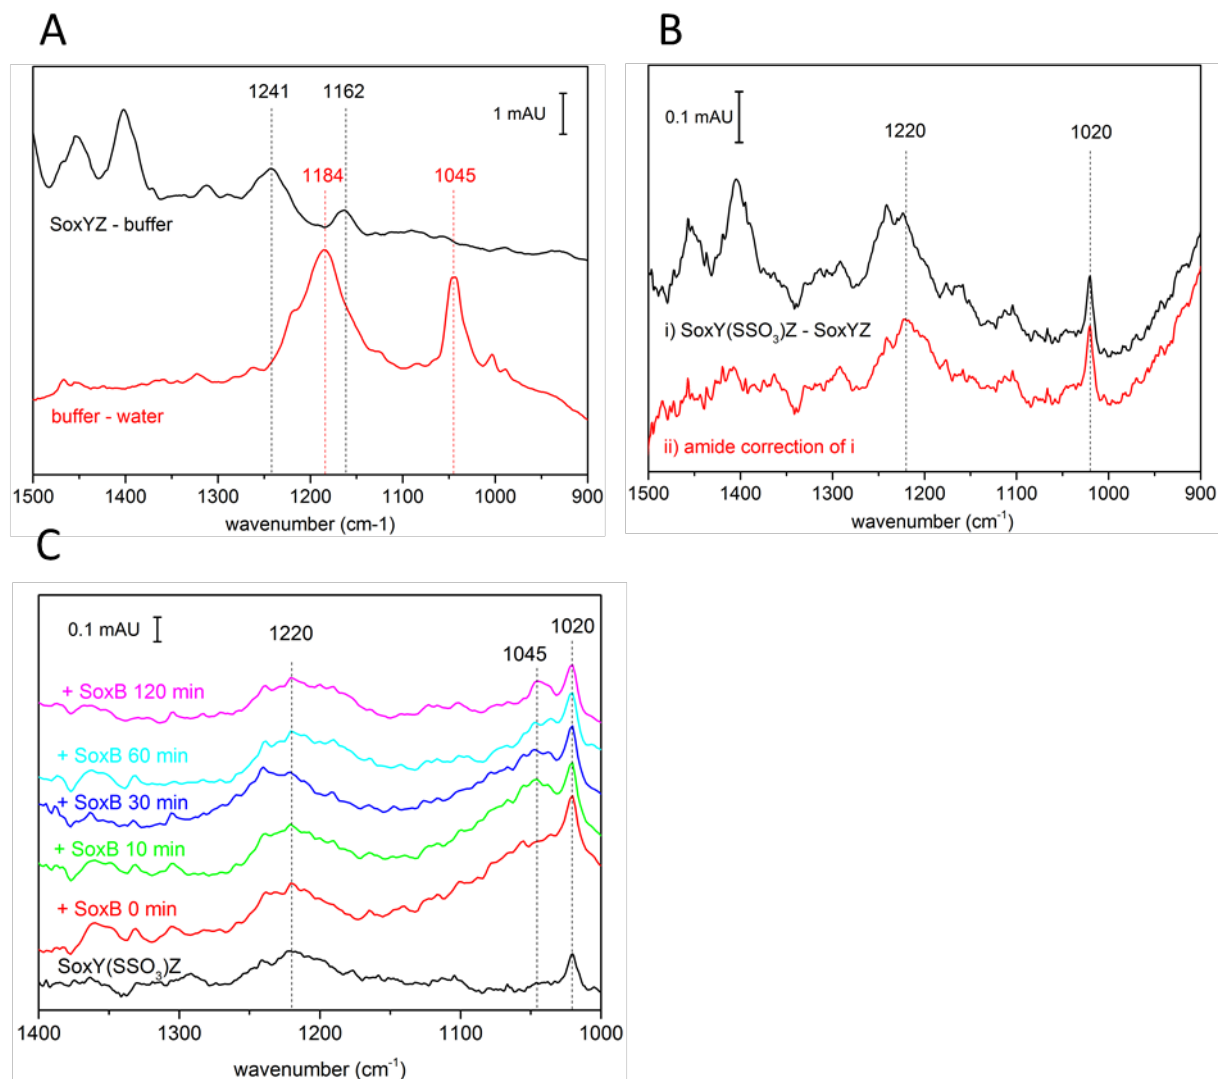 A
1241 1162
1 mAU
1184 1045
SoxYZ - buffer
buffer - water
1500 1400 1300 1200 1100 1000 900
wavenumber (cm-1)
B
0.1 mAU
1220 1020
i) SoxY(SSO₃)Z - SoxYZ
ii) amide correction of i
1500 1400 1300 1200 1100 1000 900
wavenumber (cm⁻¹)
C
0.1 mAU
1220 1045 1020
+ SoxB 120 min
+ SoxB 60 min
+ SoxB 30 min
+ SoxB 10 min
+ SoxB 0 min
SoxY(SSO₃)Z
1400 1300 1200 1100 1000
wavenumber (cm⁻¹)